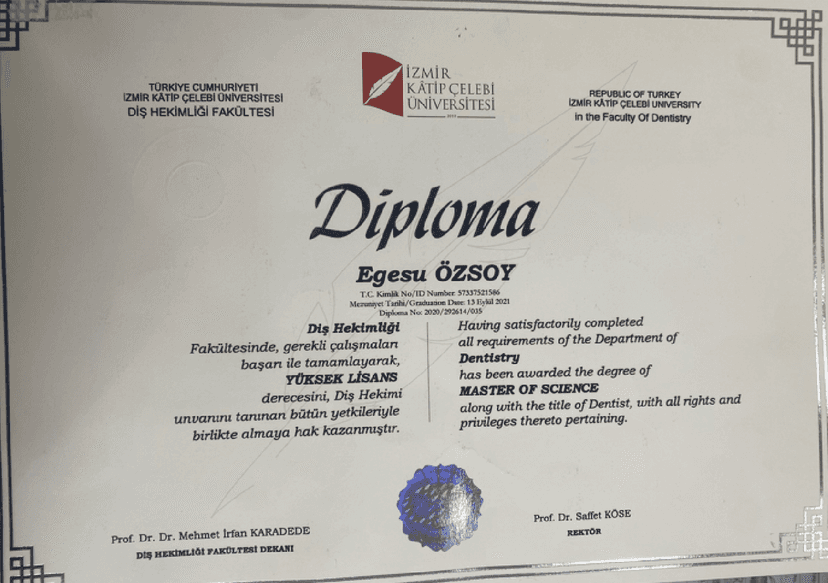 TÜRKİYE CUMHURİYETİ
İZMİR KÂTİP ÇELEBİ ÜNİVERSİTESİ
DİŞ HEKİMLİĞİ FAKÜLTESİ
İZMİR
KÂTİP ÇELEBİ
ÜNİVERSİTESİ
REPUBLIC OF TURKEY
İZMİR KÂTİP ÇELEBİ UNIVERSITY
in the Faculty Of Dentistry
Diploma
Egesu ÖZSOY
T.C. Kimlik No/ID Number: 57337521586
Mezuniyet Tarihi/Graduation Date: 13 Eylül 2021
Diploma No: 2020/292614/035
Diş Hekimliği
Fakültesinde, gerekli çalışmaları
başarı ile tamamlayarak,
YÜKSEK LİSANS
derecesini, Diş Hekimi
unvanını tanınan bütün yetkileriyle
birlikte almaya hak kazanmıştır.
Having satisfactorily completed
all requirements of the Department of
Dentistry
has been awarded the degree of
MASTER OF SCIENCE
along with the title of Dentist, with all rights and
privileges thereto pertaining.
Prof. Dr. Dr. Mehmet İrfan KARADEDE
DİŞ HEKİMLİĞİ FAKÜLTESİ DEKANI
Prof. Dr. Saffet KÖSE
REKTÖR